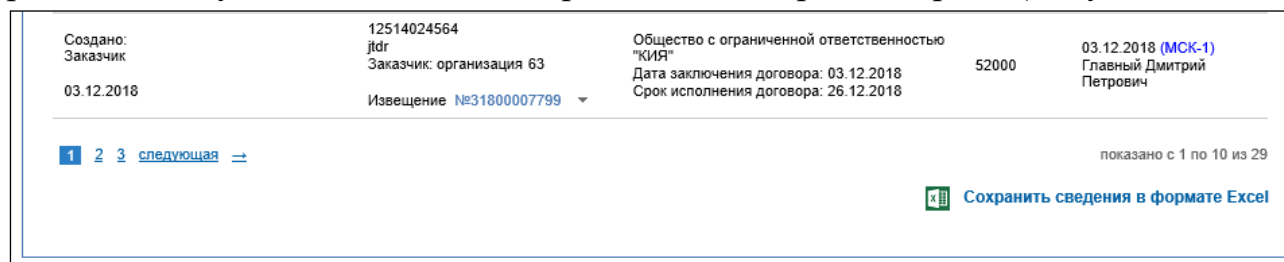 Создано:
Заказчик
03.12.2018
12514024564
jtdr
Заказчик: организация 63
Извещение №31800007799
Общество с ограниченной ответственностью
"КИЯ"
Дата заключения договора: 03.12.2018
Срок исполнения договора: 26.12.2018
52000
03.12.2018 (МСК-1)
Главный Дмитрий
Петрович
1 2 3 следующая →
показано с 1 по 10 из 29
Сохранить сведения в формате Excel